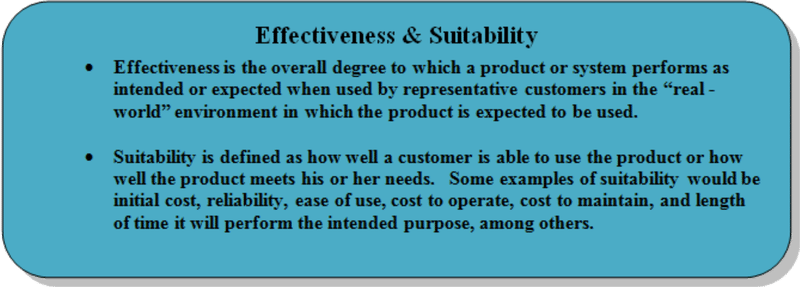 Effectiveness & Suitability
• Effectiveness is the overall degree to which a product or system performs as
intended or expected when used by representative customers in the “real -
world” environment in which the product is expected to be used.
• Suitability is defined as how well a customer is able to use the product or how
well the product meets his or her needs. Some examples of suitability would be
initial cost, reliability, ease of use, cost to operate, cost to maintain, and length
of time it will perform the intended purpose, among others.